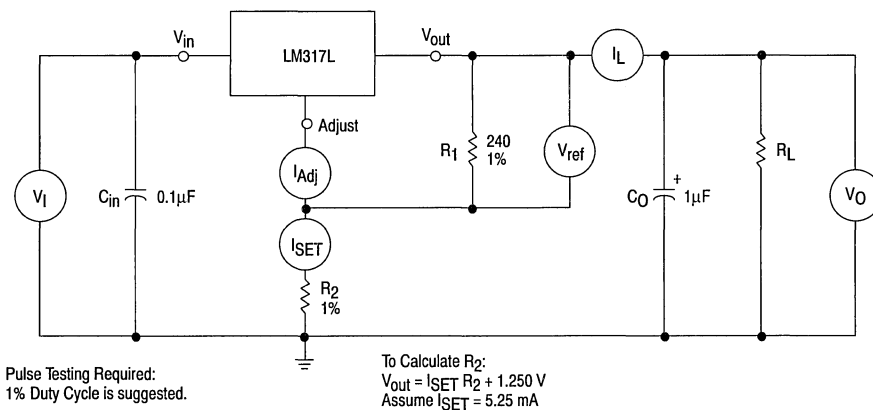 Vin
LM317L
Vout
IL
Adjust
R1
240
1%
Vref
RL
IAdj
VI
Cin
0.1µF
CO
+
1µF
VO
ISET
R2
1%
Pulse Testing Required:
1% Duty Cycle is suggested.
To Calculate R2:
Vout = ISET R2 + 1.250 V
Assume ISET = 5.25 mA